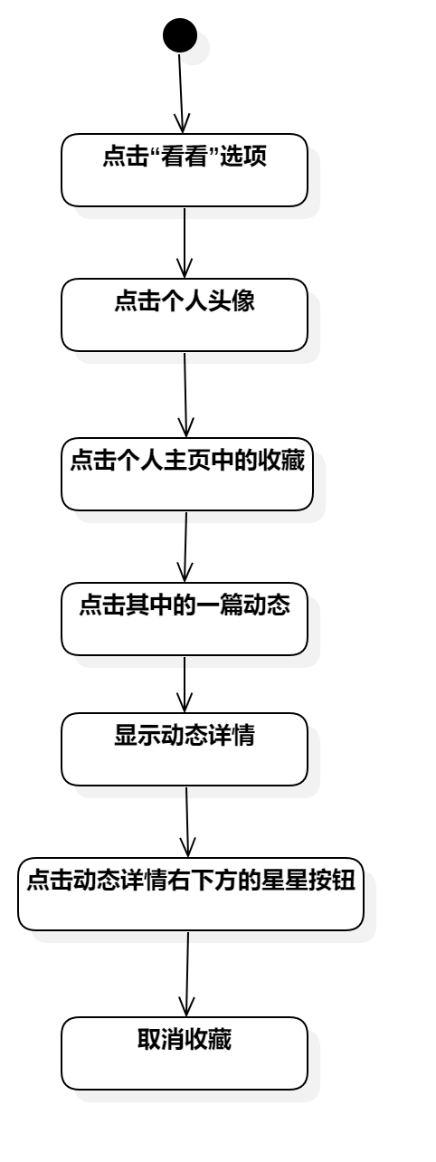 点击“看看”选项
点击个人头像
点击个人主页中的收藏
点击其中的一篇动态
显示动态详情
点击动态详情右下方的星星按钮
取消收藏